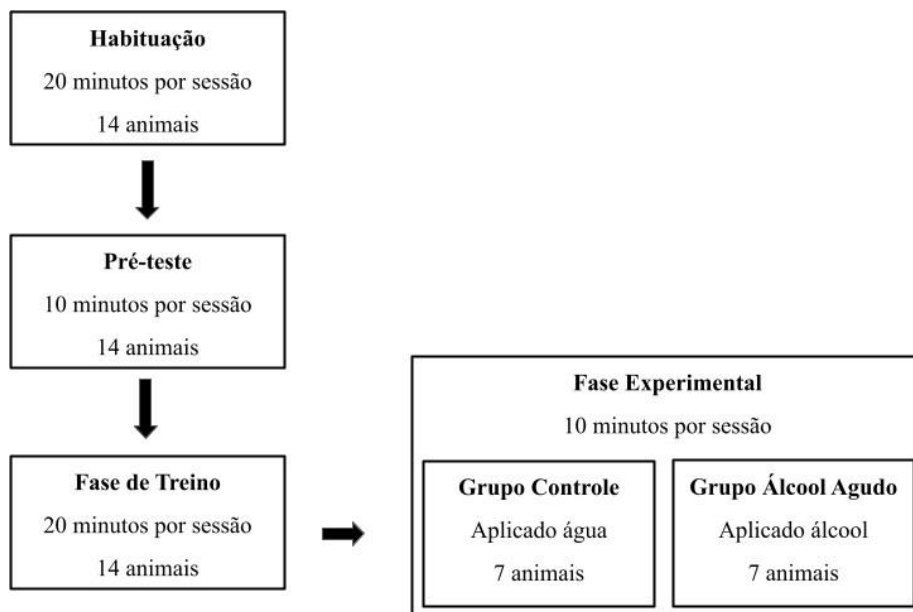 Habituação
20 minutos por sessão
14 animais
Pré-teste
10 minutos por sessão
14 animais
Fase de Treino
20 minutos por sessão
14 animais
Fase Experimental
10 minutos por sessão
Grupo Controle
Aplicado água
7 animais
Grupo Álcool Agudo
Aplicado álcool
7 animais